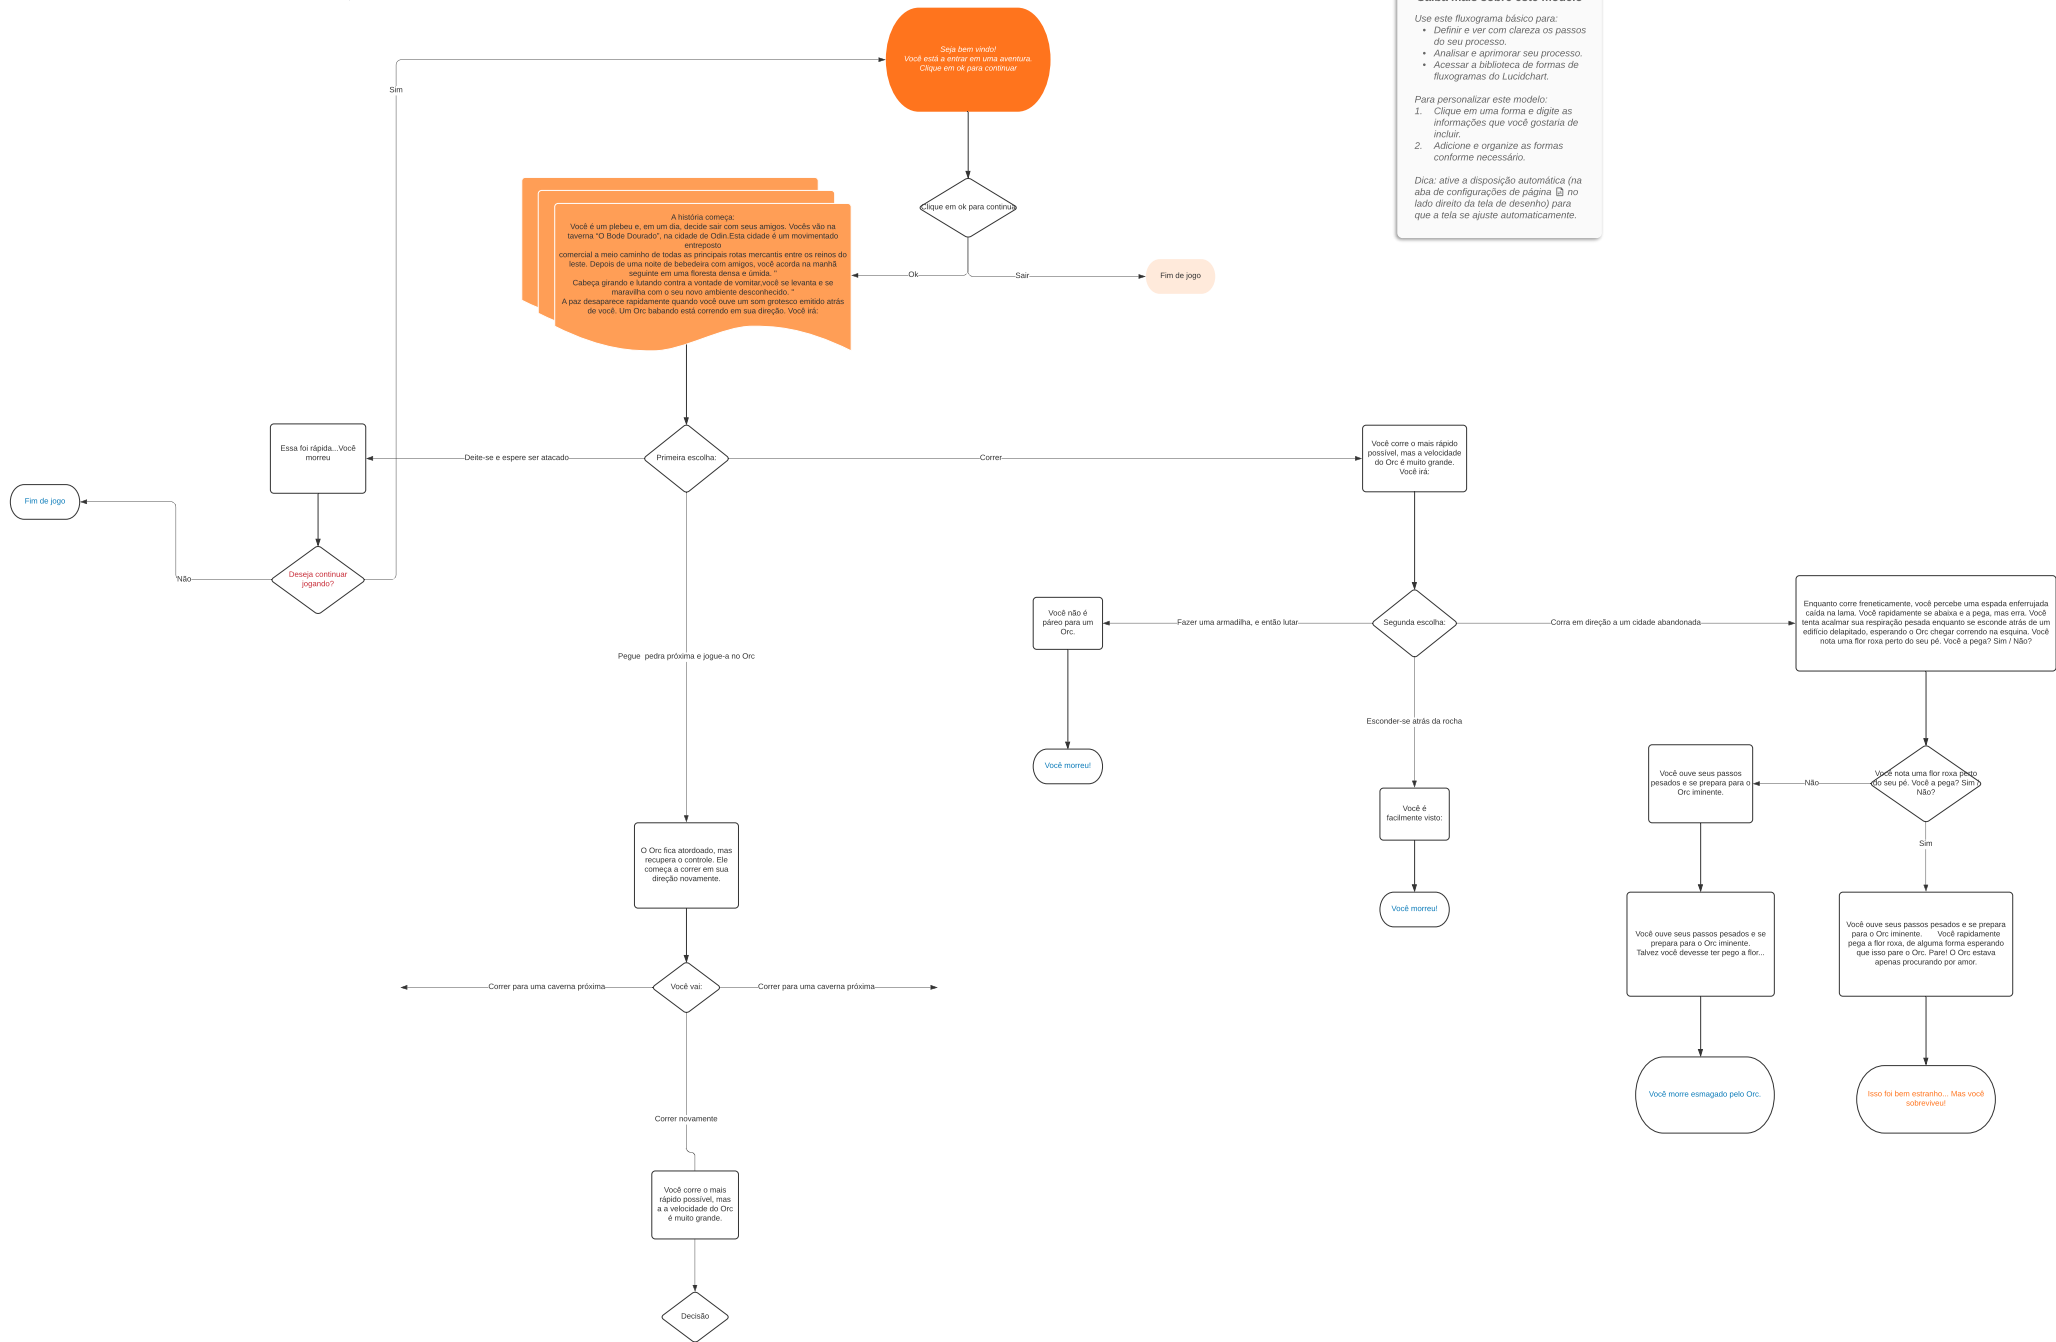 Saiba mais sobre este modelo
Use este fluxograma básico para:
• Definir e ver com clareza os passos
do seu processo.
• Analisar e aprimorar seu processo.
• Acessar a biblioteca de formas de
fluxogramas do Lucidchart.
Para personalizar este modelo:
1. Clique em uma forma e digite as
informações que você gostaria de
incluir.
2. Adicione e organize as formas
conforme necessário.
Dica: ative a disposição automática (na
aba de configurações de página no
lado direito da tela de desenho) para
que a tela se ajuste automaticamente.
Seja bem vindo!
Você está a entrar em uma aventura.
Clique em ok para continuar
Sim
Clique em ok para continua
Ok
Sair
Fim de jogo
A história começa:
Você é um plebeu e, em um dia, decide sair com seus amigos. Vocês vão na
taverna “O Bode Dourado”, na cidade de Odin.Esta cidade é um movimentado
entreposto
comercial a meio caminho de todas as principais rotas mercantis entre os reinos do
leste. Depois de uma noite de bebedeira com amigos, você acorda na manhã
seguinte em uma floresta densa e úmida. "
Cabeça girando e lutando contra a vontade de vomitar,você se levanta e se
maravilha com o seu novo ambiente desconhecido. "
A paz desaparece rapidamente quando você ouve um som grotesco emitido atrás
de você. Um Orc babando está correndo em sua direção. Você irá:
Essa foi rápida...Você
morreu
Deite-se e espere ser atacado
Primeira escolha:
Correr
Você corre o mais rápido
possível, mas a velocidade
do Orc é muito grande.
Você irá:
Fim de jogo
Não
Deseja continuar
jogando?
Você não é
páreo para um
Orc.
Fazer uma armadilha, e então lutar
Segunda escolha:
Corra em direção a um cidade abandonada
Enquanto corre freneticamente, você percebe uma espada enferrujada
caída na lama. Você rapidamente se abaixa e a pega, mas erra. Você
tenta acalmar sua respiração pesada enquanto se esconde atrás de um
edifício delapitado, esperando o Orc chegar correndo na esquina. Você
nota uma flor roxa perto do seu pé. Você a pega? Sim / Não?
Pegue  pedra próxima e jogue-a no Orc
Esconder-se atrás da rocha
Você morreu!
Você ouve seus passos
pesados e se prepara para o
Orc iminente.
Não
Você nota uma flor roxa perto
do seu pé. Você a pega? Sim /
Não?
Você é
facilmente visto:
Sim
O Orc fica atordoado, mas
recupera o controle. Ele
começa a correr em sua
direção novamente.
Você morreu!
Você ouve seus passos pesados e se
prepara para o Orc iminente.
Talvez você devesse ter pego a flor...
Você ouve seus passos pesados e se prepara
para o Orc iminente.       Você rapidamente
pega a flor roxa, de alguma forma esperando
que isso pare o Orc. Pare! O Orc estava
apenas procurando por amor.
Correr para uma caverna próxima
Você vai:
Correr para uma caverna próxima
Você morre esmagado pelo Orc.
Isso foi bem estranho... Mas você
sobreviveu!
Correr novamente
Você corre o mais
rápido possível, mas
a a velocidade do Orc
é muito grande.
Decisão